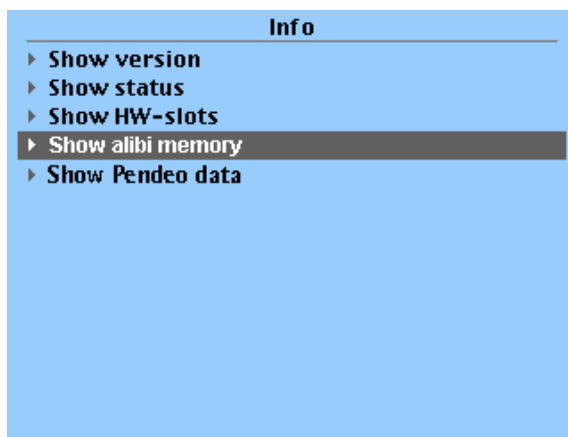 Info
Show version
Show status
Show HW-slots
Show alibi memory
Show Pendeo data